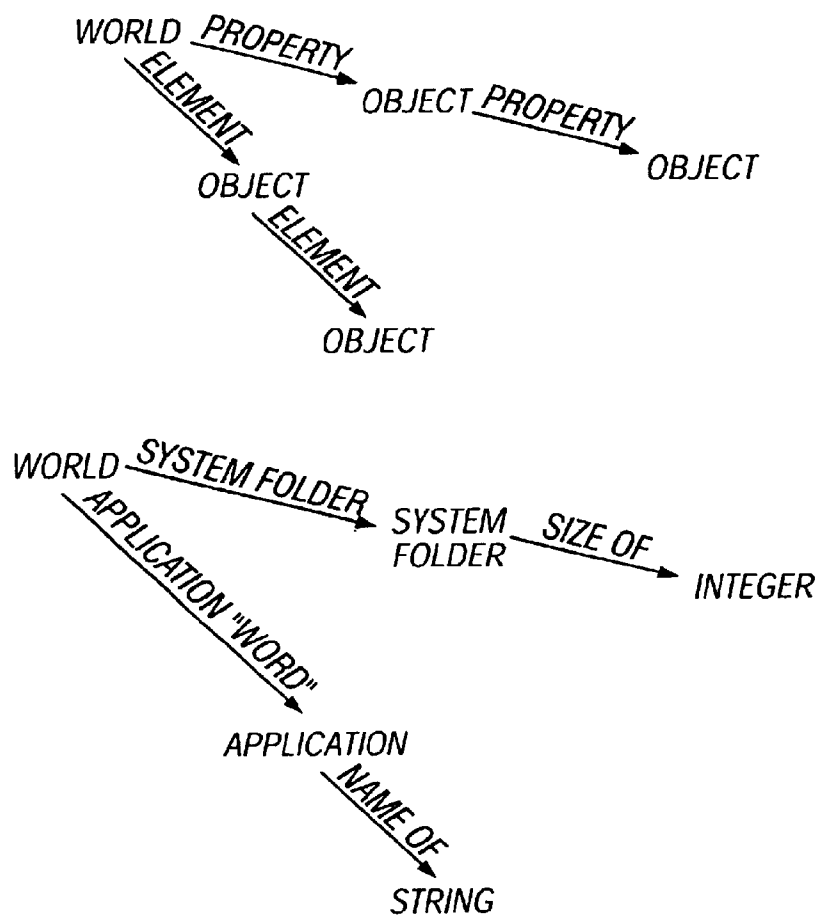 WORLD PROPERTY
ELEMENT
OBJECT PROPERTY
OBJECT
OBJECT
ELEMENT
OBJECT
WORLD SYSTEM FOLDER
APPLICATION "WORD"
SYSTEM
FOLDER
SIZE OF
INTEGER
APPLICATION
NAME OF
STRING